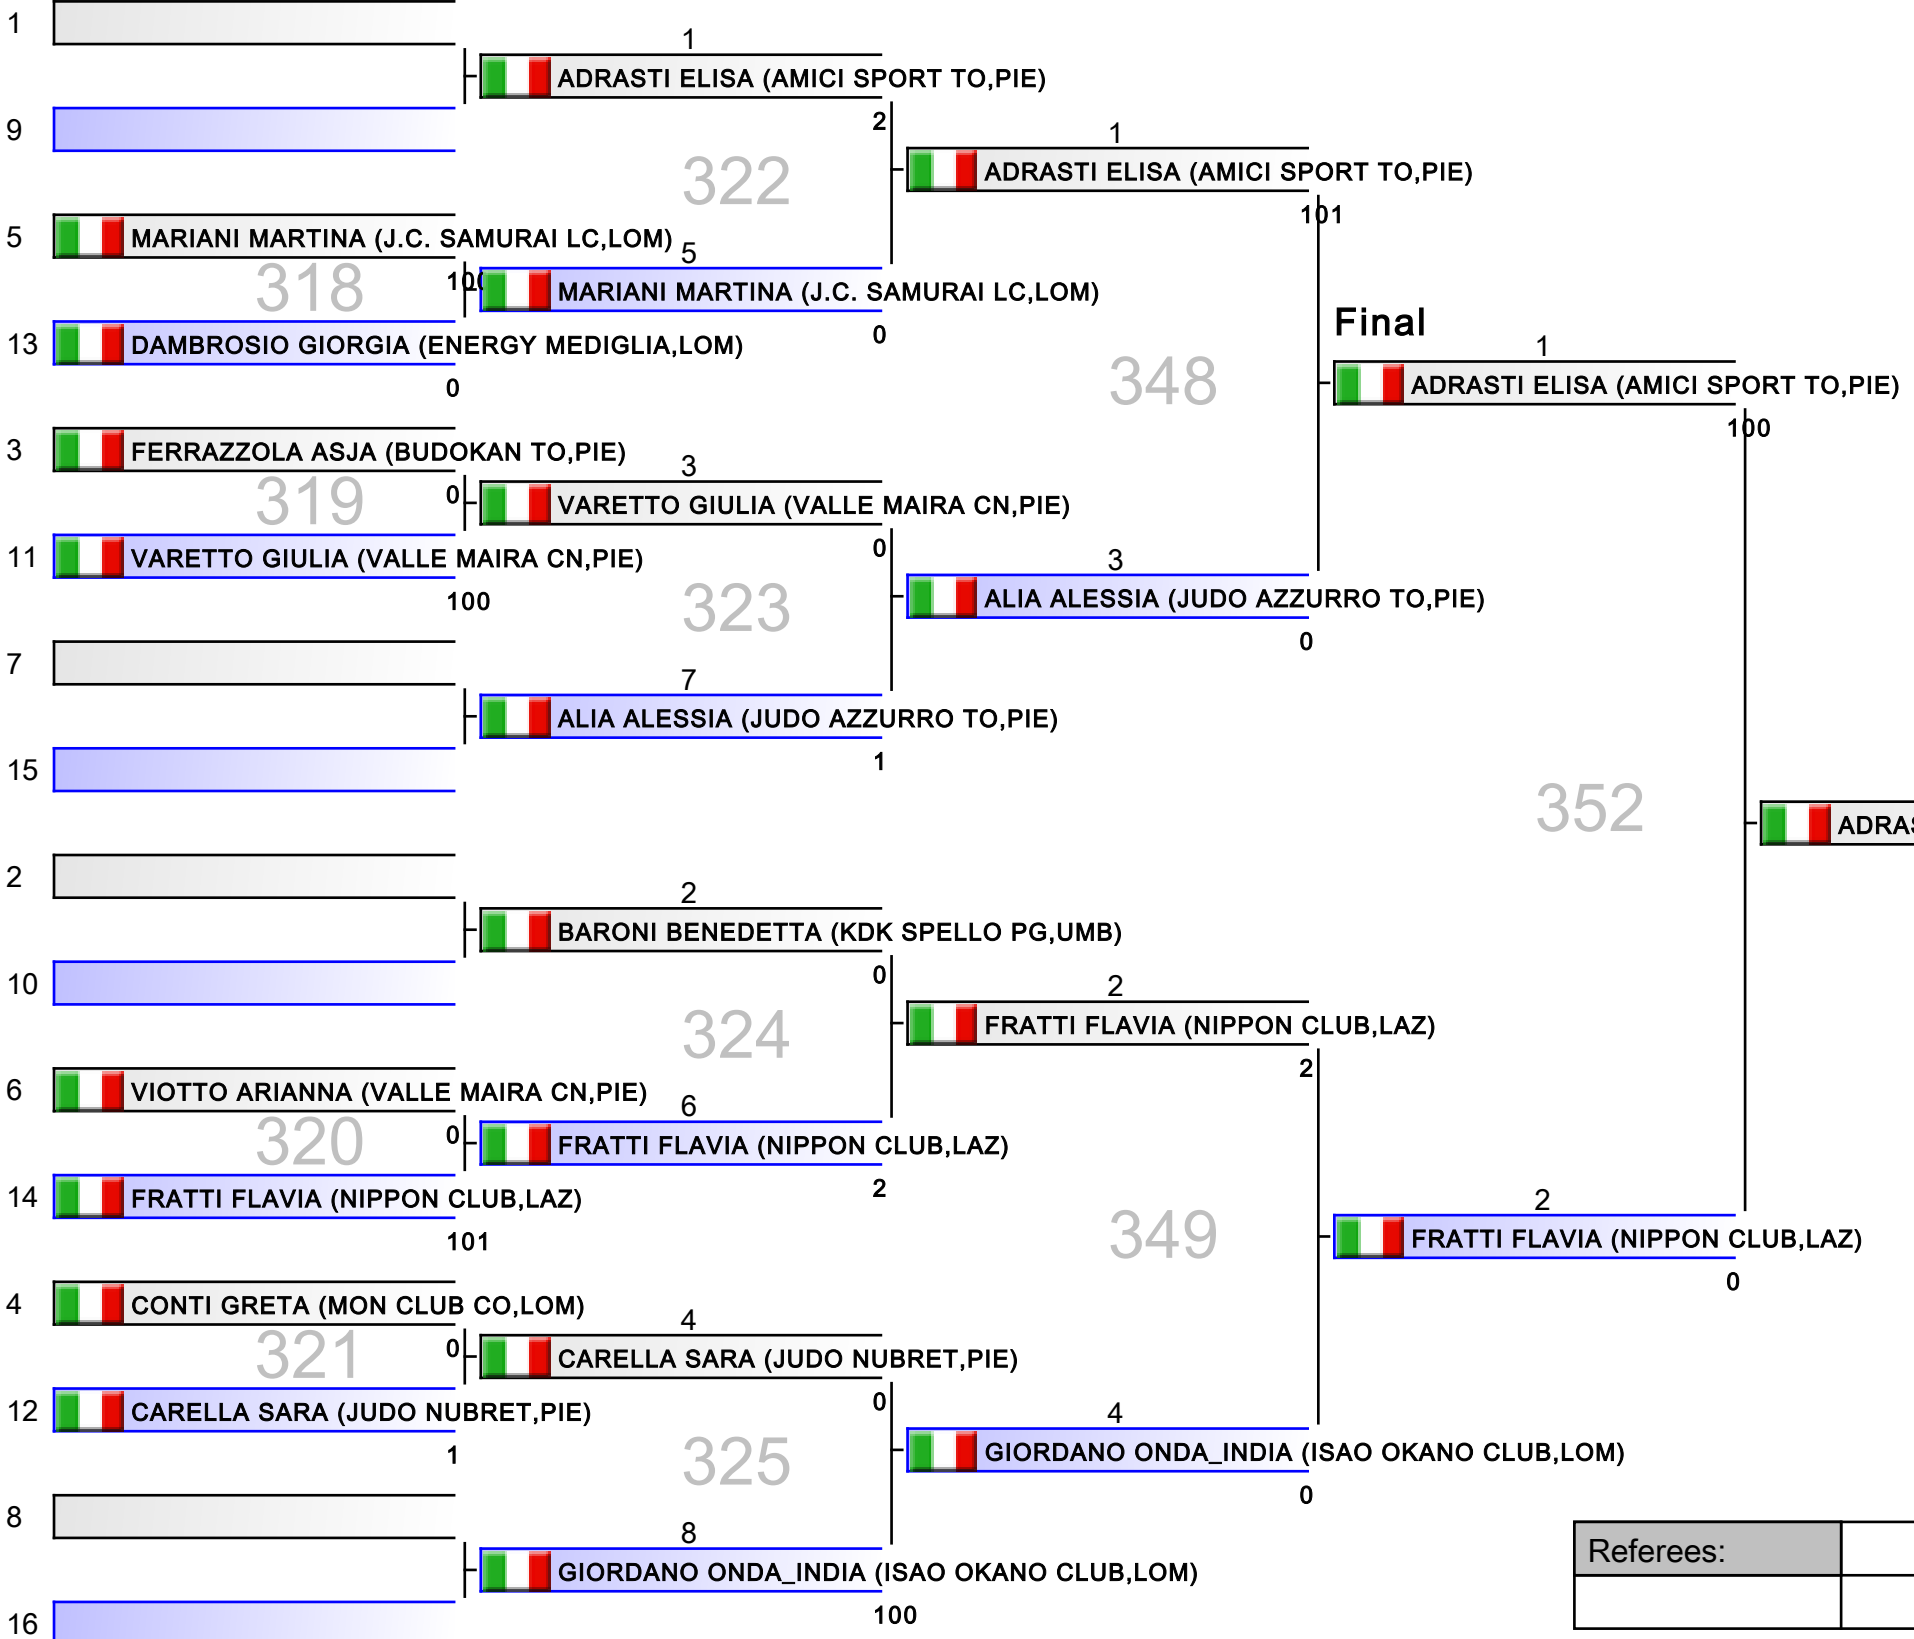 1
1
ADRASTI ELISA (AMICI SPORT TO,PIE)
9
2
322
1
ADRASTI ELISA (AMICI SPORT TO,PIE)
101
5
MARIANI MARTINA (J.C. SAMURAI LC,LOM)
318
5
MARIANI MARTINA (J.C. SAMURAI LC,LOM)
0
13
DAMBROSIO GIORGIA (ENERGY MEDIGLIA,LOM)
0
348
Final
1
ADRASTI ELISA (AMICI SPORT TO,PIE)
100
3
FERRAZZOLA ASJA (BUDOKAN TO,PIE)
319
0
3
VARETTO GIULIA (VALLE MAIRA CN,PIE)
0
11
VARETTO GIULIA (VALLE MAIRA CN,PIE)
100
323
3
ALIA ALESSIA (JUDO AZZURRO TO,PIE)
0
7
7
ALIA ALESSIA (JUDO AZZURRO TO,PIE)
1
15
352
2
2
BARONI BENEDETTA (KDK SPELLO PG,UMB)
0
10
324
2
FRATTI FLAVIA (NIPPON CLUB,LAZ)
2
6
VIOTTO ARIANNA (VALLE MAIRA CN,PIE)
320
0
6
FRATTI FLAVIA (NIPPON CLUB,LAZ)
2
14
FRATTI FLAVIA (NIPPON CLUB,LAZ)
101
349
2
FRATTI FLAVIA (NIPPON CLUB,LAZ)
0
4
CONTI GRETA (MON CLUB CO,LOM)
321
0
4
CARELLA SARA (JUDO NUBRET,PIE)
0
12
CARELLA SARA (JUDO NUBRET,PIE)
1
325
4
GIORDANO ONDA_INDIA (ISAO OKANO CLUB,LOM)
0
8
8
GIORDANO ONDA_INDIA (ISAO OKANO CLUB,LOM)
100
16
Referees: